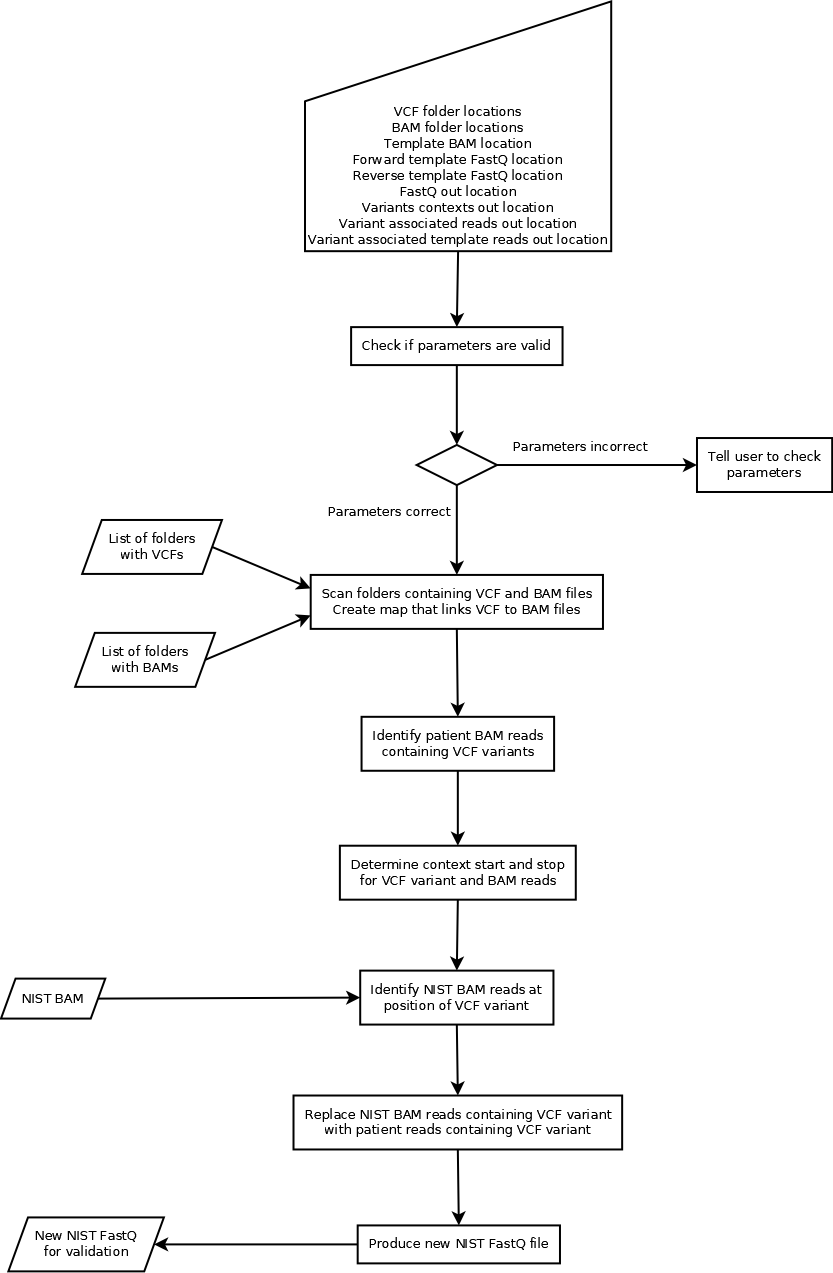 VCF folder locations
BAM folder locations
Template BAM location
Forward template FastQ location
Reverse template FastQ location
FastQ out location
Variants contexts out location
Variant associated reads out location
Variant associated template reads out location
Check if parameters are valid
Parameters incorrect
Tell user to check
parameters
Parameters correct
List of folders
with VCFs
Scan folders containing VCF and BAM files
Create map that links VCF to BAM files
List of folders
with BAMs
Identify patient BAM reads
containing VCF variants
Determine context start and stop
for VCF variant and BAM reads
NIST BAM
Identify NIST BAM reads at
position of VCF variant
Replace NIST BAM reads containing VCF variant
with patient reads containing VCF variant
New NIST FastQ
for validation
Produce new NIST FastQ file